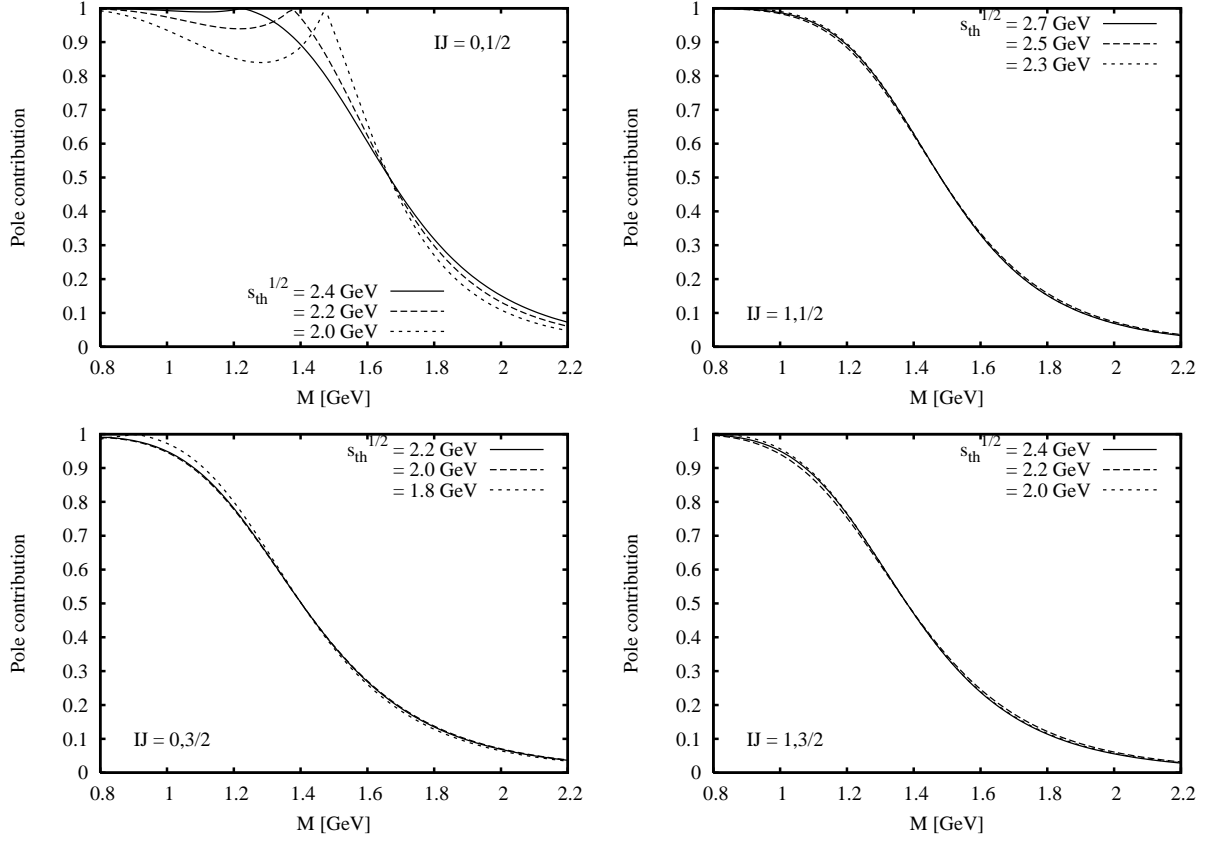 1
0.9
0.8
0.7
0.6
0.5
0.4
0.3
0.2
0.1
0
Pole contribution
IJ = 0,1/2
s_th^1/2 = 2.4 GeV
= 2.2 GeV
= 2.0 GeV
0.8 1 1.2 1.4 1.6 1.8 2 2.2
M [GeV]
1
0.9
0.8
0.7
0.6
0.5
0.4
0.3
0.2
0.1
0
Pole contribution
s_th^1/2 = 2.7 GeV
= 2.5 GeV
= 2.3 GeV
IJ = 1,1/2
0.8 1 1.2 1.4 1.6 1.8 2 2.2
M [GeV]
1
0.9
0.8
0.7
0.6
0.5
0.4
0.3
0.2
0.1
0
Pole contribution
s_th^1/2 = 2.2 GeV
= 2.0 GeV
= 1.8 GeV
IJ = 0,3/2
0.8 1 1.2 1.4 1.6 1.8 2 2.2
M [GeV]
1
0.9
0.8
0.7
0.6
0.5
0.4
0.3
0.2
0.1
0
Pole contribution
s_th^1/2 = 2.4 GeV
= 2.2 GeV
= 2.0 GeV
IJ = 1,3/2
0.8 1 1.2 1.4 1.6 1.8 2 2.2
M [GeV]